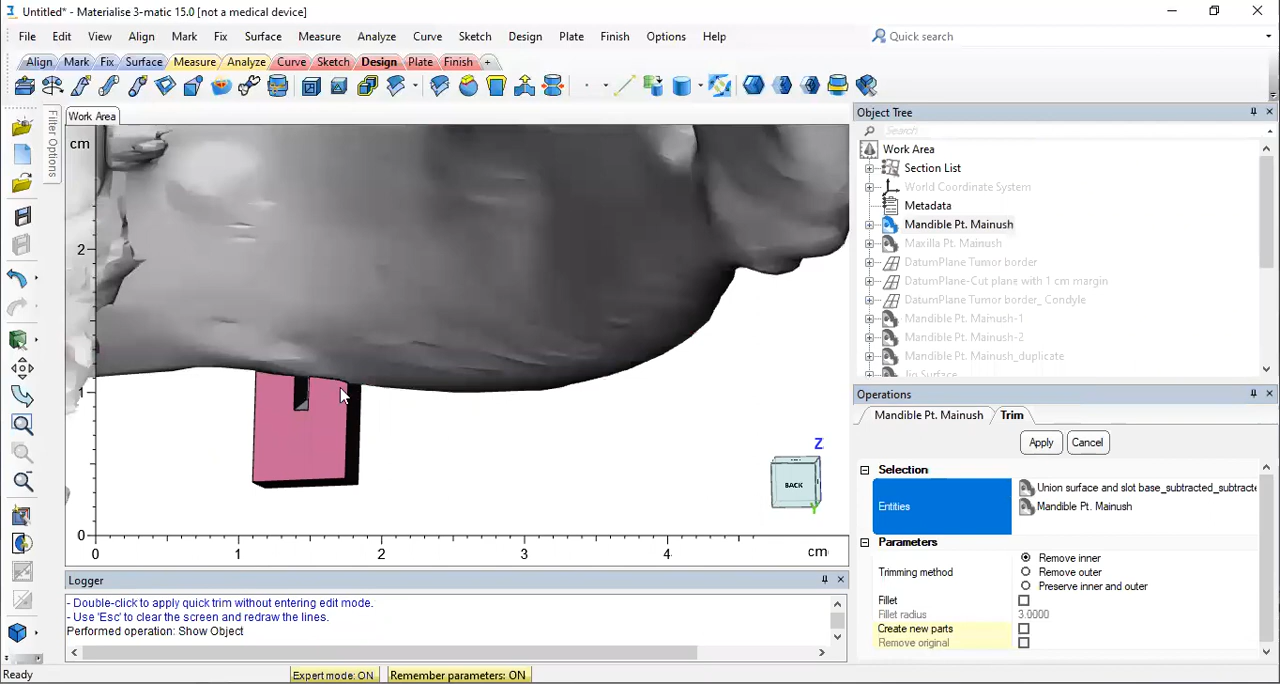 Untitled* - Materialise 3-matic 15.0 [not a medical device]
File Edit View Align Mark Fix Surface Measure Analyze Curve Sketch Design Plate Finish Options Help Quick search
Align Mark Fix Surface Measure Analyze Curve Sketch Design Plate Finish +
Filter Options
Work Area
cm
2
1
0
0 1 2 3 4 cm
Z
BACK
Y
Logger
- Double-click to apply quick trim without entering edit mode.
- Use 'Esc' to clear the screen and redraw the lines.
Performed operation: Show Object
Object Tree
Search
Work Area
Section List
World Coordinate System
Metadata
Mandible Pt. Mainush
Maxilla Pt. Mainush
DatumPlane Tumor border
DatumPlane-Cut plane with 1 cm margin
DatumPlane Tumor border_ Condyle
Mandible Pt. Mainush-1
Mandible Pt. Mainush-2
Mandible Pt. Mainush_duplicate
Jig Surface
Operations
Mandible Pt. Mainush Trim
Apply Cancel
Selection
Entities
Union surface and slot base_subtracted_subtracte
Mandible Pt. Mainush
Parameters
Trimming method
Remove inner
Remove outer
Preserve inner and outer
Fillet
Fillet radius 3.0000
Create new parts
Remove original
Ready Expert mode: ON Remember parameters: ON